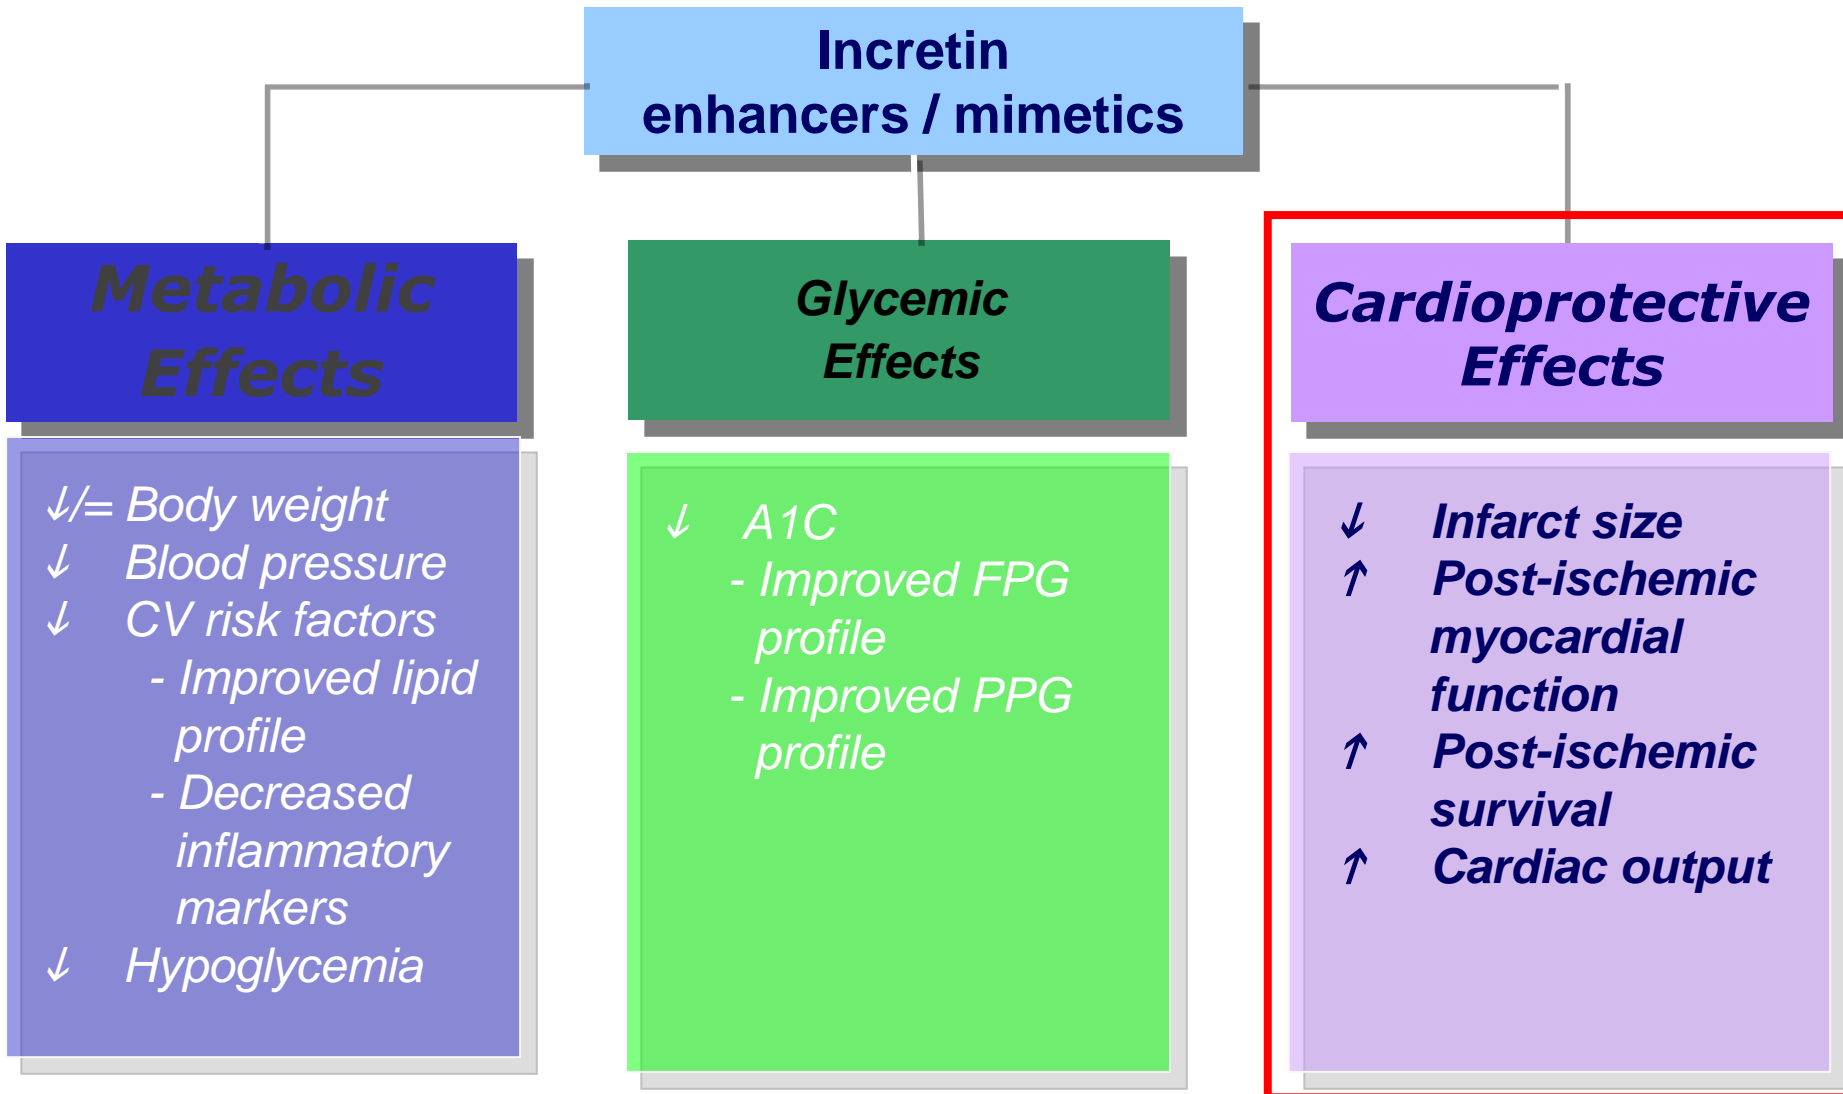 Incretin
enhancers / mimetics
Metabolic
Effects
↓/= Body weight
↓ Blood pressure
↓ CV risk factors
- Improved lipid
profile
- Decreased
inflammatory
markers
↓ Hypoglycemia
Glycemic
Effects
↓ A1C
- Improved FPG
profile
- Improved PPG
profile
Cardioprotective
Effects
↓ Infarct size
↑ Post-ischemic
myocardial
function
↑ Post-ischemic
survival
↑ Cardiac output